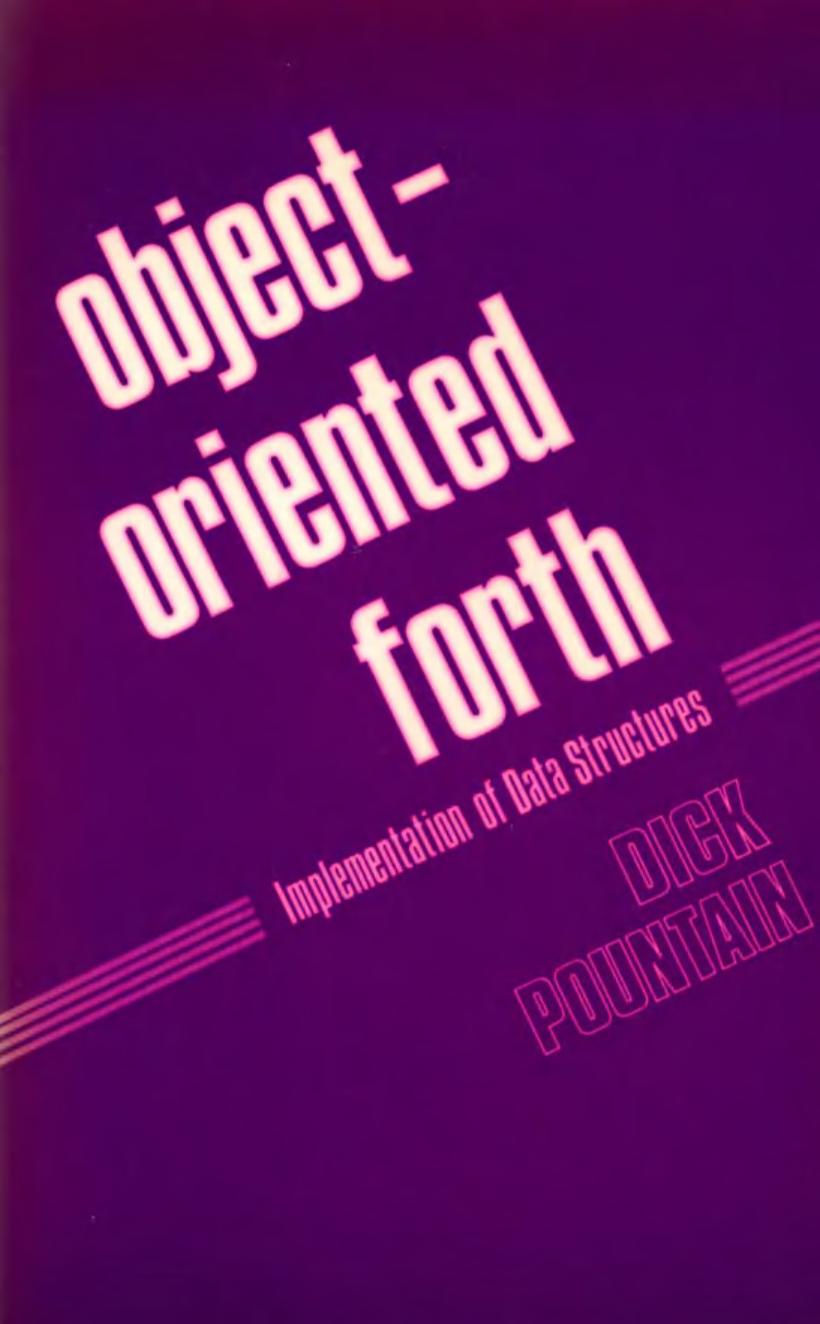 object-
oriented
forth
Implementation of Data Structures
DICK
POUNTAIN